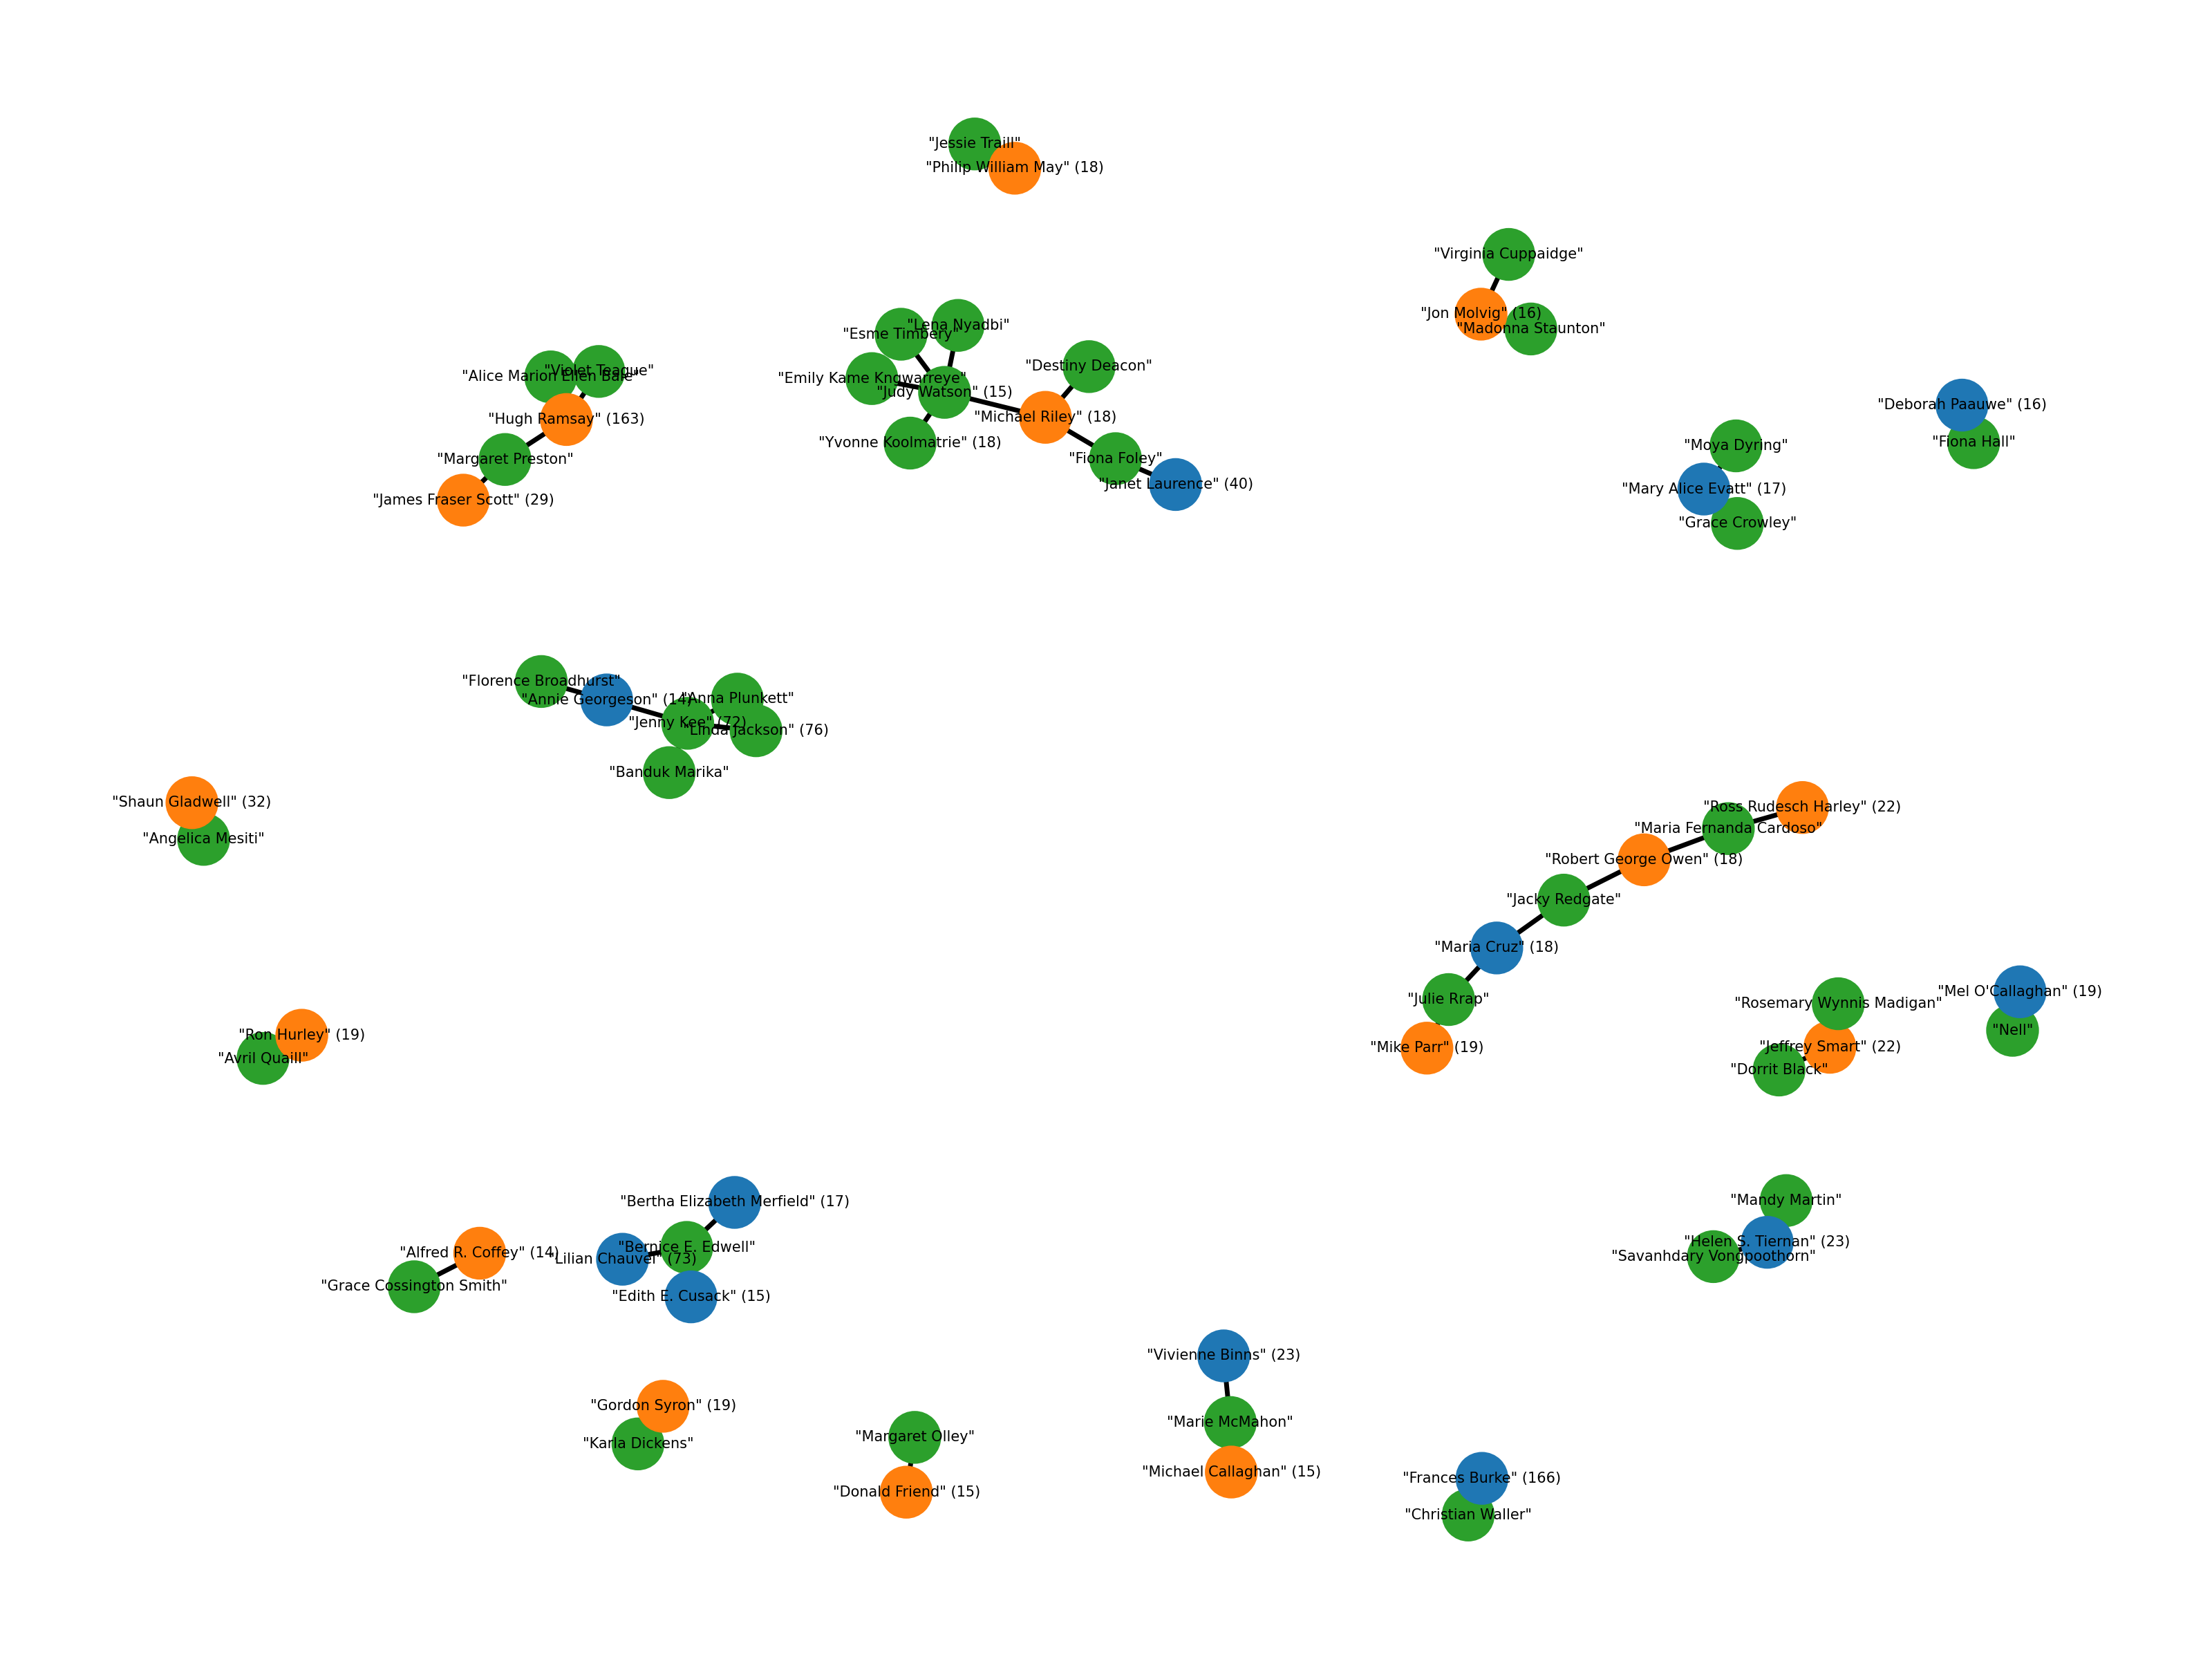 "Jessie Traill"
"Philip William May" (18)
"Virginia Cuppaidge"
"Jon Molvig" (16)
"Madonna Staunton"
"Lena Nyadbi"
"Esme Timbery"
"Destiny Deacon"
"Emily Kame Kngwarreye"
"Judy Watson" (15)
"Michael Riley" (18)
"Yvonne Koolmatrie" (18)
"Fiona Foley"
"Janet Laurence" (40)
"Violet Teague"
"Alice Marion Ellen Bale"
"Hugh Ramsay" (163)
"Margaret Preston"
"James Fraser Scott" (29)
"Deborah Paauwe" (16)
"Fiona Hall"
"Moya Dyring"
"Mary Alice Evatt" (17)
"Grace Crowley"
"Florence Broadhurst"
"Annie Georgeson" (14)
"Anna Plunkett"
"Jenny Kee" (72)
"Linda Jackson" (76)
"Banduk Marika"
"Shaun Gladwell" (32)
"Angelica Mesiti"
"Ross Rudesch Harley" (22)
"Maria Fernanda Cardoso"
"Robert George Owen" (18)
"Jacky Redgate"
"Maria Cruz" (18)
"Julie Rrap"
"Mike Parr" (19)
"Rosemary Wynnis Madigan"
"Jeffrey Smart" (22)
"Dorrit Black"
"Mel O'Callaghan" (19)
"Nell"
"Ron Hurley" (19)
"Avril Quaill"
"Bertha Elizabeth Merfield" (17)
"Bernice E. Edwell"
"Lilian Chauvel" (73)
"Edith E. Cusack" (15)
"Alfred R. Coffey" (14)
"Grace Cossington Smith"
"Mandy Martin"
"Helen S. Tiernan" (23)
"Savanhdary Vongpoothorn"
"Vivienne Binns" (23)
"Marie McMahon"
"Michael Callaghan" (15)
"Gordon Syron" (19)
"Karla Dickens"
"Margaret Olley"
"Donald Friend" (15)
"Frances Burke" (166)
"Christian Waller"